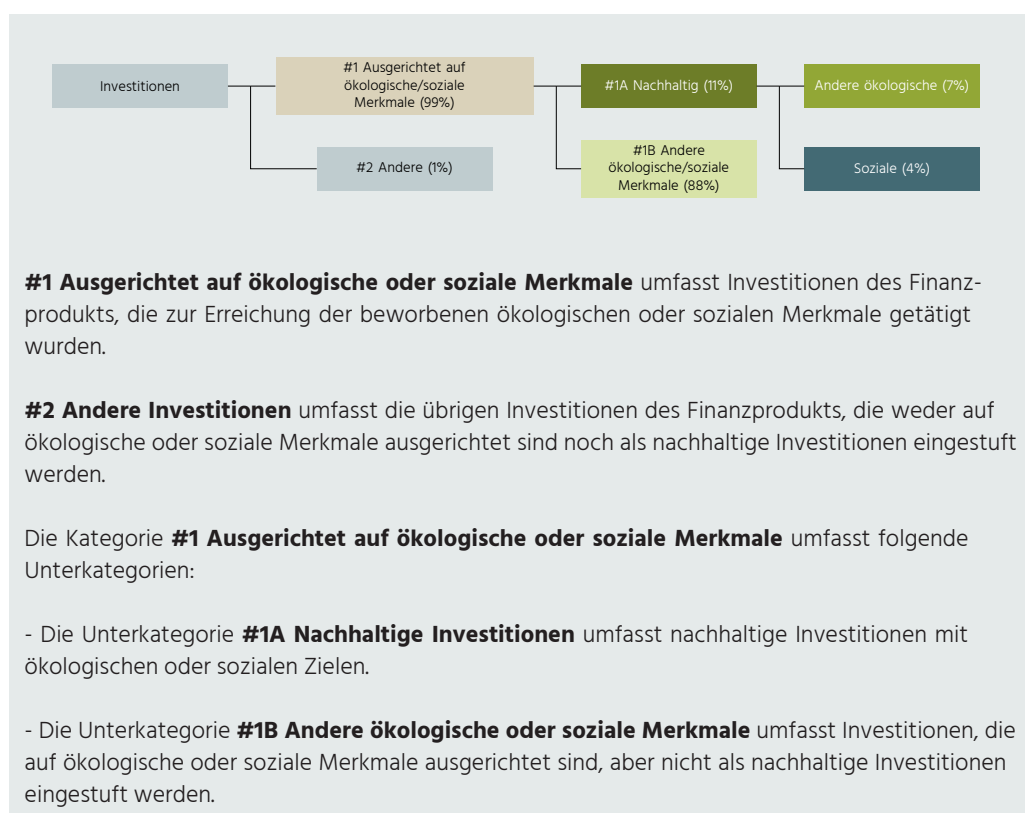 Investitionen
#1 Ausgerichtet auf
ökologische/soziale
Merkmale (99%)
#1A Nachhaltig (11%)
Andere ökologische (7%)
#2 Andere (1%)
#1B Andere
ökologische/soziale
Merkmale (88%)
Soziale (4%)
#1 Ausgerichtet auf ökologische oder soziale Merkmale umfasst Investitionen des Finanz-
produkts, die zur Erreichung der beworbenen ökologischen oder sozialen Merkmale getätigt
wurden.
#2 Andere Investitionen umfasst die übrigen Investitionen des Finanzprodukts, die weder auf
ökologische oder soziale Merkmale ausgerichtet sind noch als nachhaltige Investitionen eingestuft
werden.
Die Kategorie #1 Ausgerichtet auf ökologische oder soziale Merkmale umfasst folgende
Unterkategorien:
- Die Unterkategorie #1A Nachhaltige Investitionen umfasst nachhaltige Investitionen mit
ökologischen oder sozialen Zielen.
- Die Unterkategorie #1B Andere ökologische oder soziale Merkmale umfasst Investitionen, die
auf ökologische oder soziale Merkmale ausgerichtet sind, aber nicht als nachhaltige Investitionen
eingestuft werden.